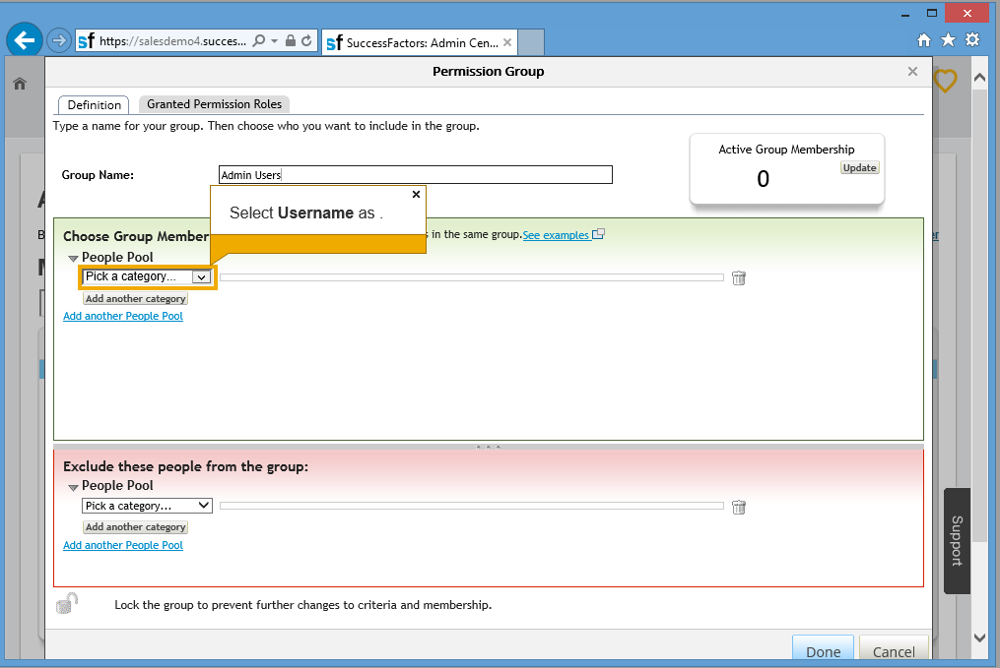 sf https://salesdemo4.succes...
sf SuccessFactors: Admin Cen...
Permission Group
Definition
Granted Permission Roles
Type a name for your group. Then choose who you want to include in the group.
Active Group Membership
Update
0
Group Name:
Admin Users
Select Username as .
Choose Group Member
in the same group. See examples
People Pool
Pick a category...
Add another category
Add another People Pool
Exclude these people from the group:
People Pool
Pick a category...
Add another category
Add another People Pool
Support
Lock the group to prevent further changes to criteria and membership.
Done
Cancel